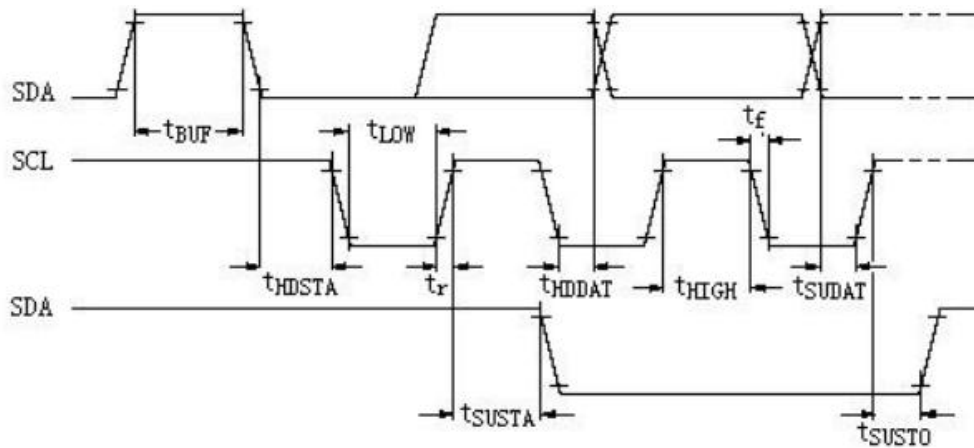 SDA
tBUF
tLOW
tf
SCL
tHDSTA
tr
tHDDAT
tHIGH
tSUDAT
SDA
tSUSTA
tSUSTO